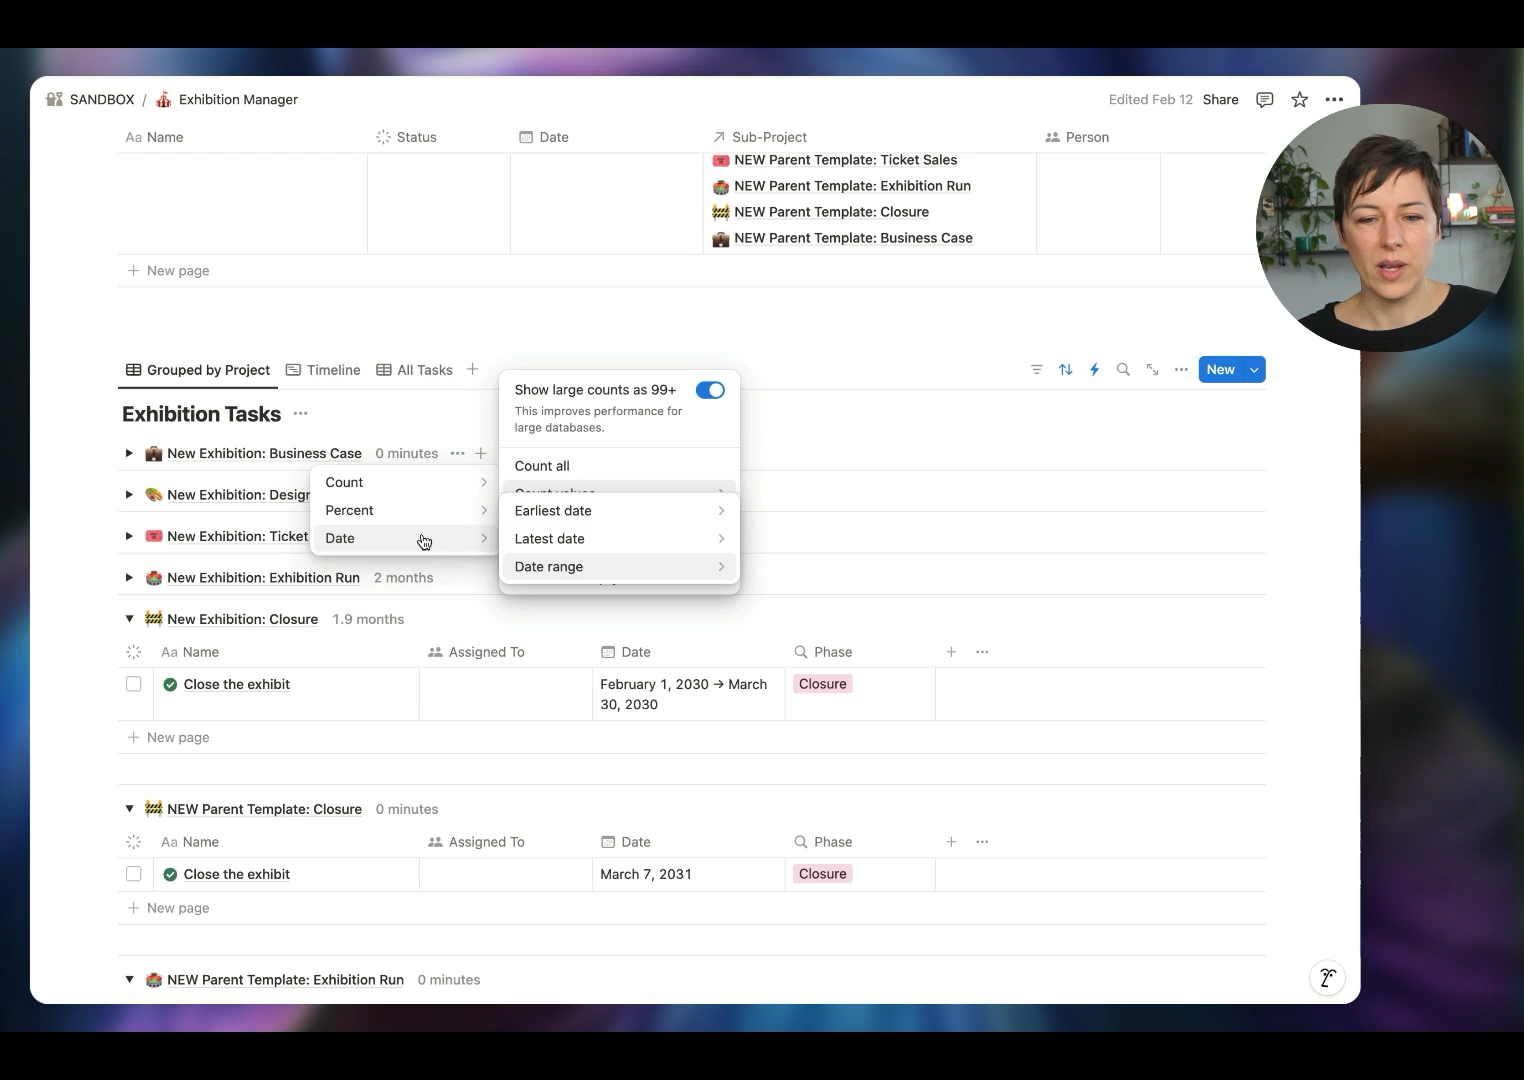 SANDBOX / Exhibition Manager
Edited Feb 12 Share
Aa Name Status Date Sub-Project Person
NEW Parent Template: Ticket Sales
NEW Parent Template: Exhibition Run
NEW Parent Template: Closure
NEW Parent Template: Business Case
New page
Grouped by Project Timeline All Tasks
New
Exhibition Tasks
New Exhibition: Business Case 0 minutes
New Exhibition: Design
New Exhibition: Ticket
New Exhibition: Exhibition Run 2 months
New Exhibition: Closure 1.9 months
Count
Percent
Date
Show large counts as 99+
This improves performance for
large databases.
Count all
Earliest date
Latest date
Date range
Aa Name Assigned To Date Phase
Close the exhibit February 1, 2030 → March
30, 2030 Closure
New page
NEW Parent Template: Closure 0 minutes
Aa Name Assigned To Date Phase
Close the exhibit March 7, 2031 Closure
New page
NEW Parent Template: Exhibition Run 0 minutes